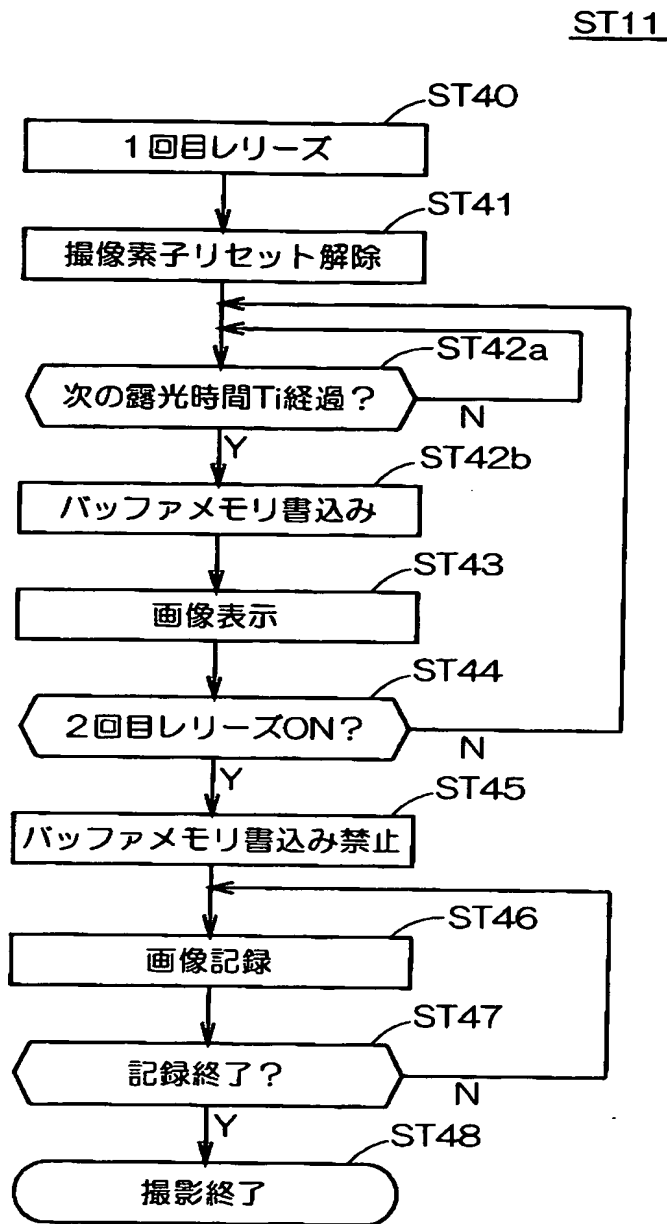 ST11
ST40
1回目レリーズ
ST41
撮像素子リセット解除
ST42a
次の露光時間Ti経過?
N
Y
ST42b
バッファメモリ書込み
ST43
画像表示
ST44
2回目レリーズON?
N
Y
ST45
バッファメモリ書込み禁止
ST46
画像記録
ST47
記録終了?
N
Y
ST48
撮影終了